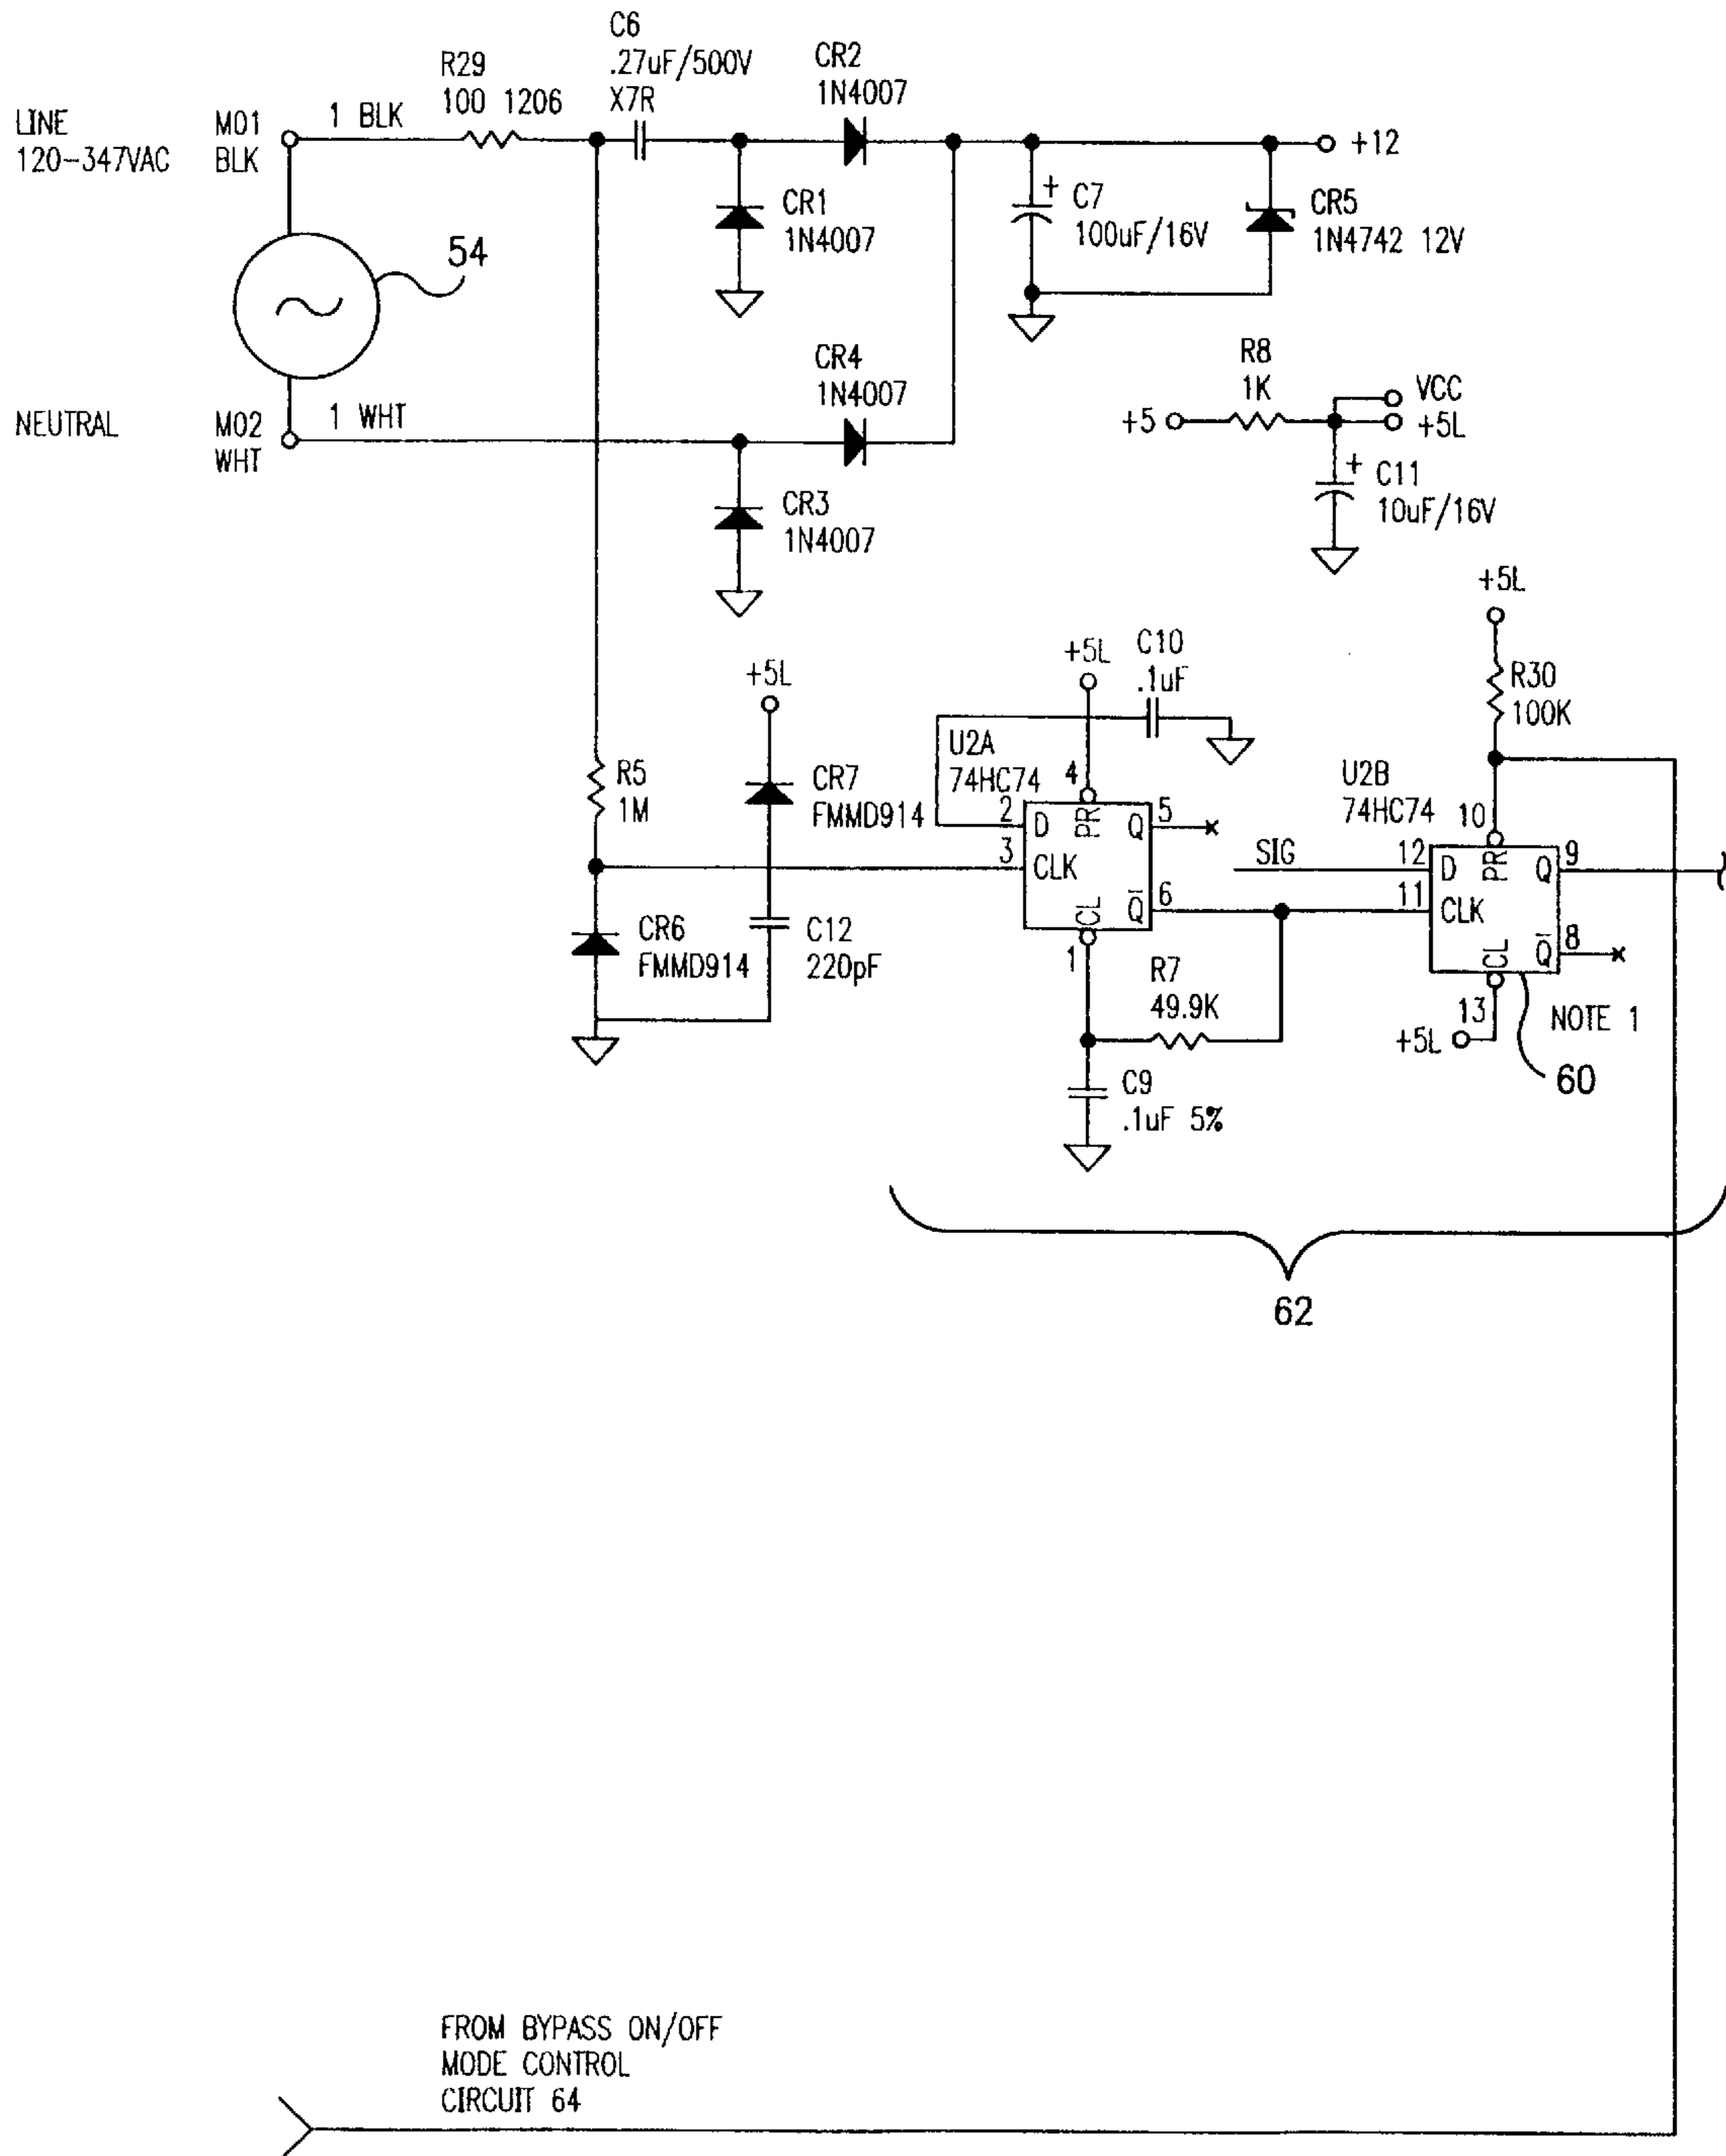 LINE
120-347VAC
M01
BLK
1 BLK
R29
100 1206
C6
.27uF/500V
X7R
CR2
1N4007
+12
CR1
1N4007
+
C7
100uF/16V
CR5
1N4742 12V
54
NEUTRAL
M02
WHT
1 WHT
CR4
1N4007
CR3
1N4007
R8
1K
+5
VCC
+5L
+
C11
10uF/16V
+5L
R30
100K
+5L
C10
.1uF
+5L
R5
1M
CR7
FMMD914
CR6
FMMD914
C12
220pF
U2A
74HC74
4
2
D
PR
Q
5
3
CLK
CL
Q̅
6
1
R7
49.9K
C9
.1uF 5%
U2B
74HC74
10
SIG
12
D
PR
Q
9
11
CLK
CL
Q̅
8
13
+5L
NOTE 1
60
62
FROM BYPASS ON/OFF
MODE CONTROL
CIRCUIT 64